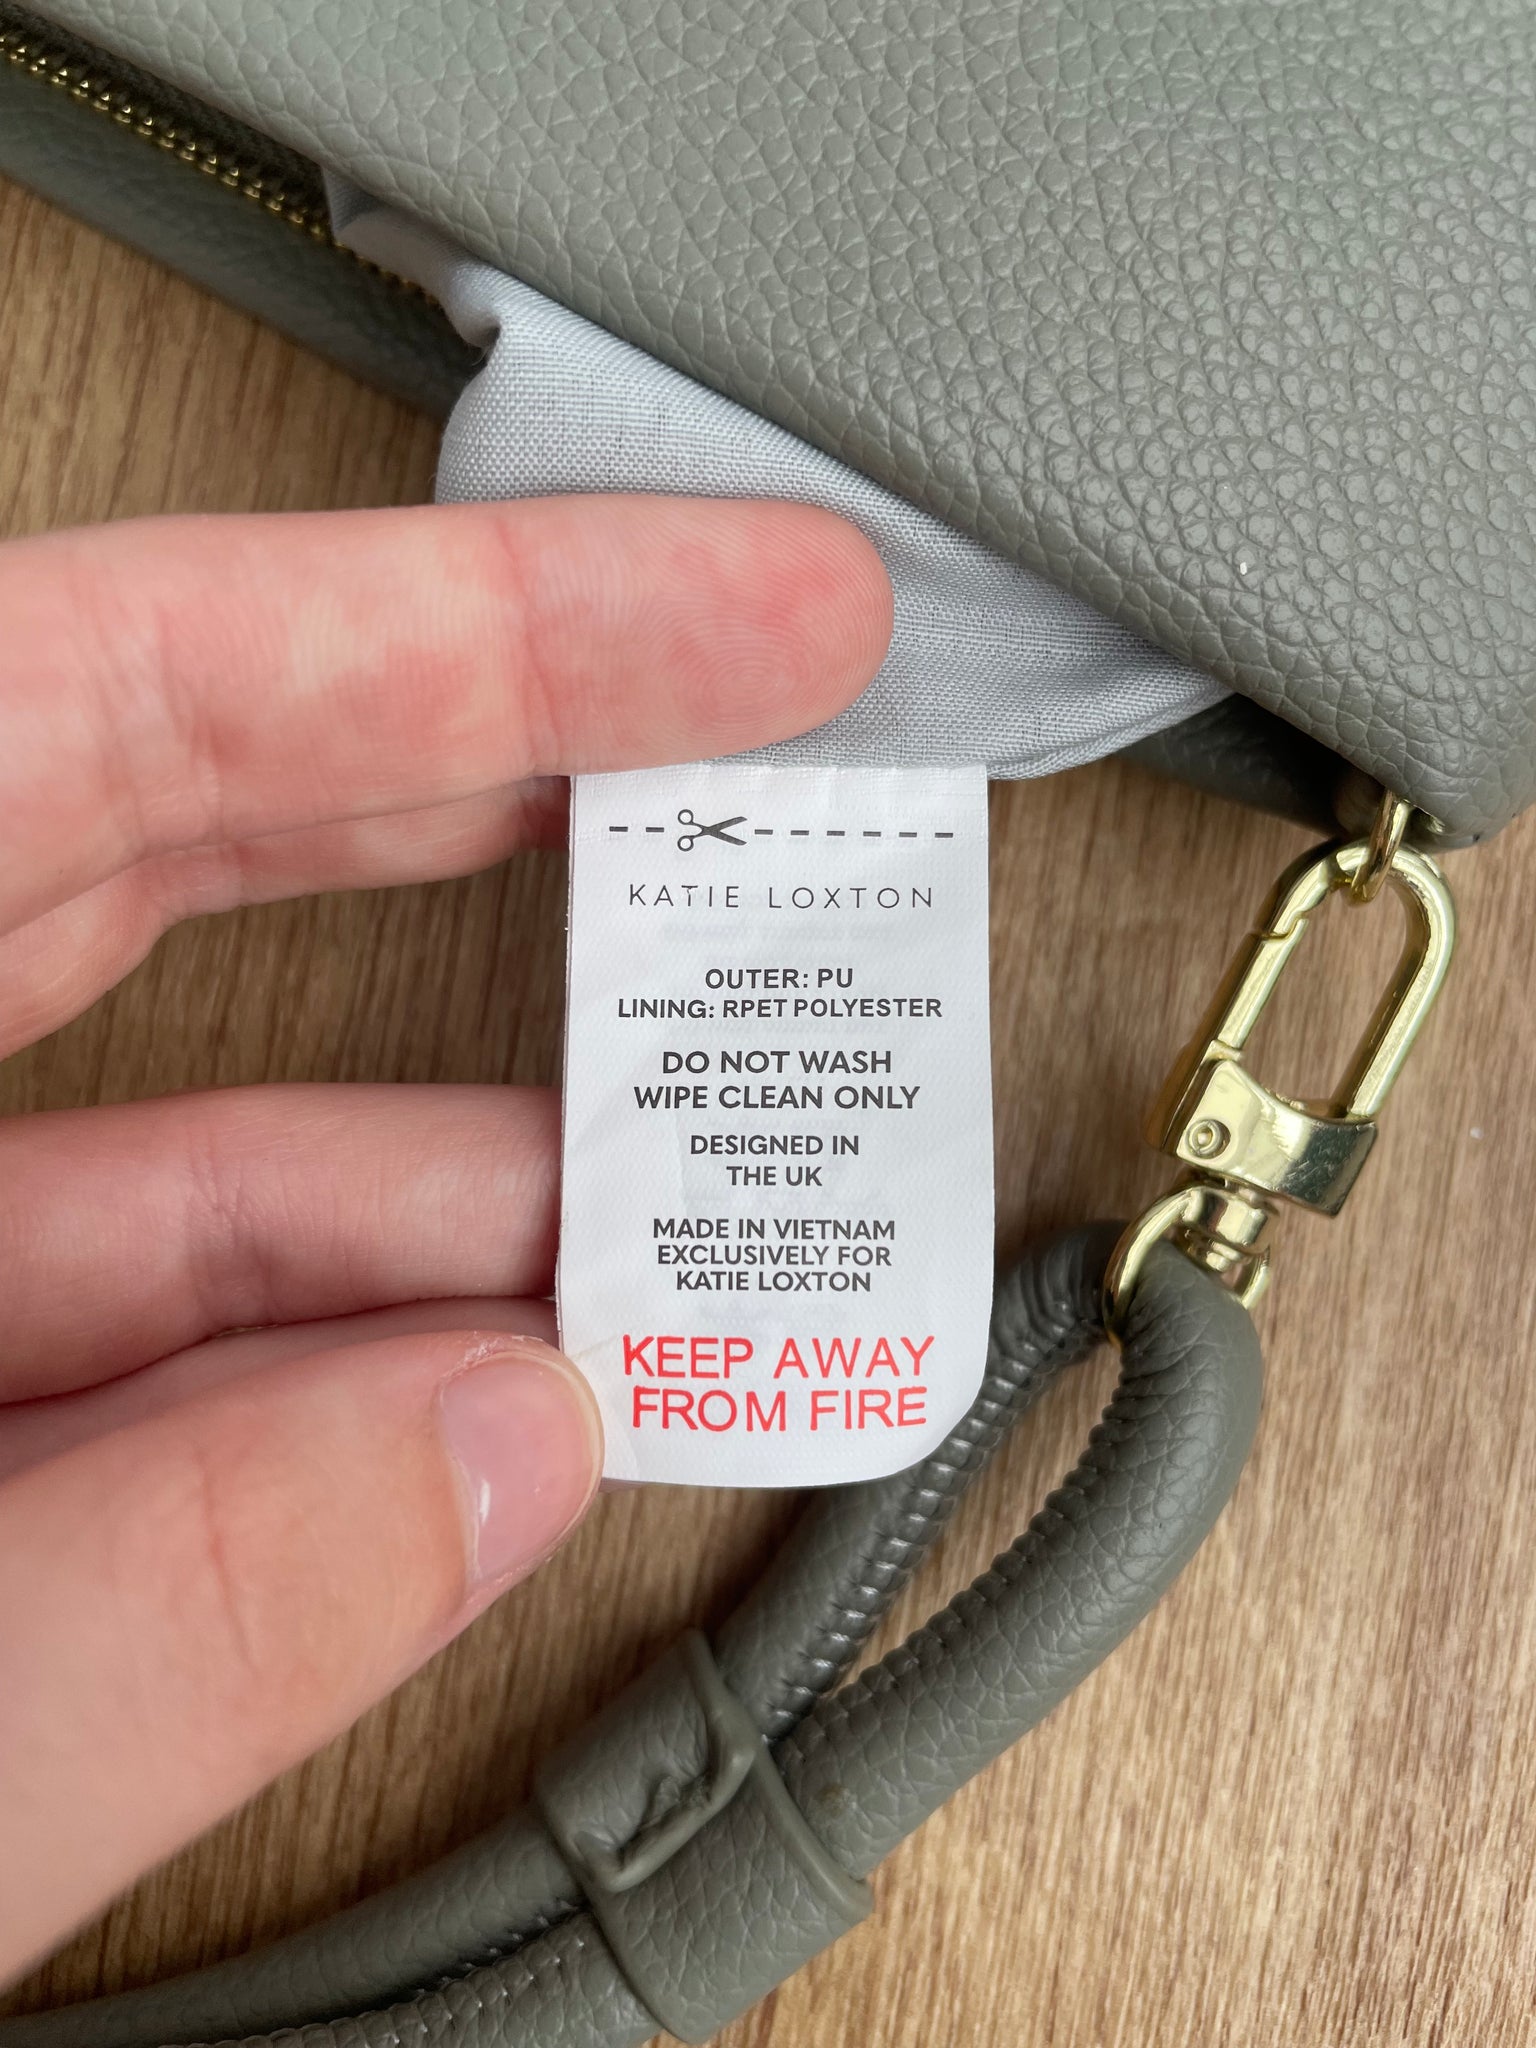 KATIE LOXTON
OUTER: PU
LINING: RPET POLYESTER
DO NOT WASH
WIPE CLEAN ONLY
DESIGNED IN
THE UK
MADE IN VIETNAM
EXCLUSIVELY FOR
KATIE LOXTON
KEEP AWAY
FROM FIRE